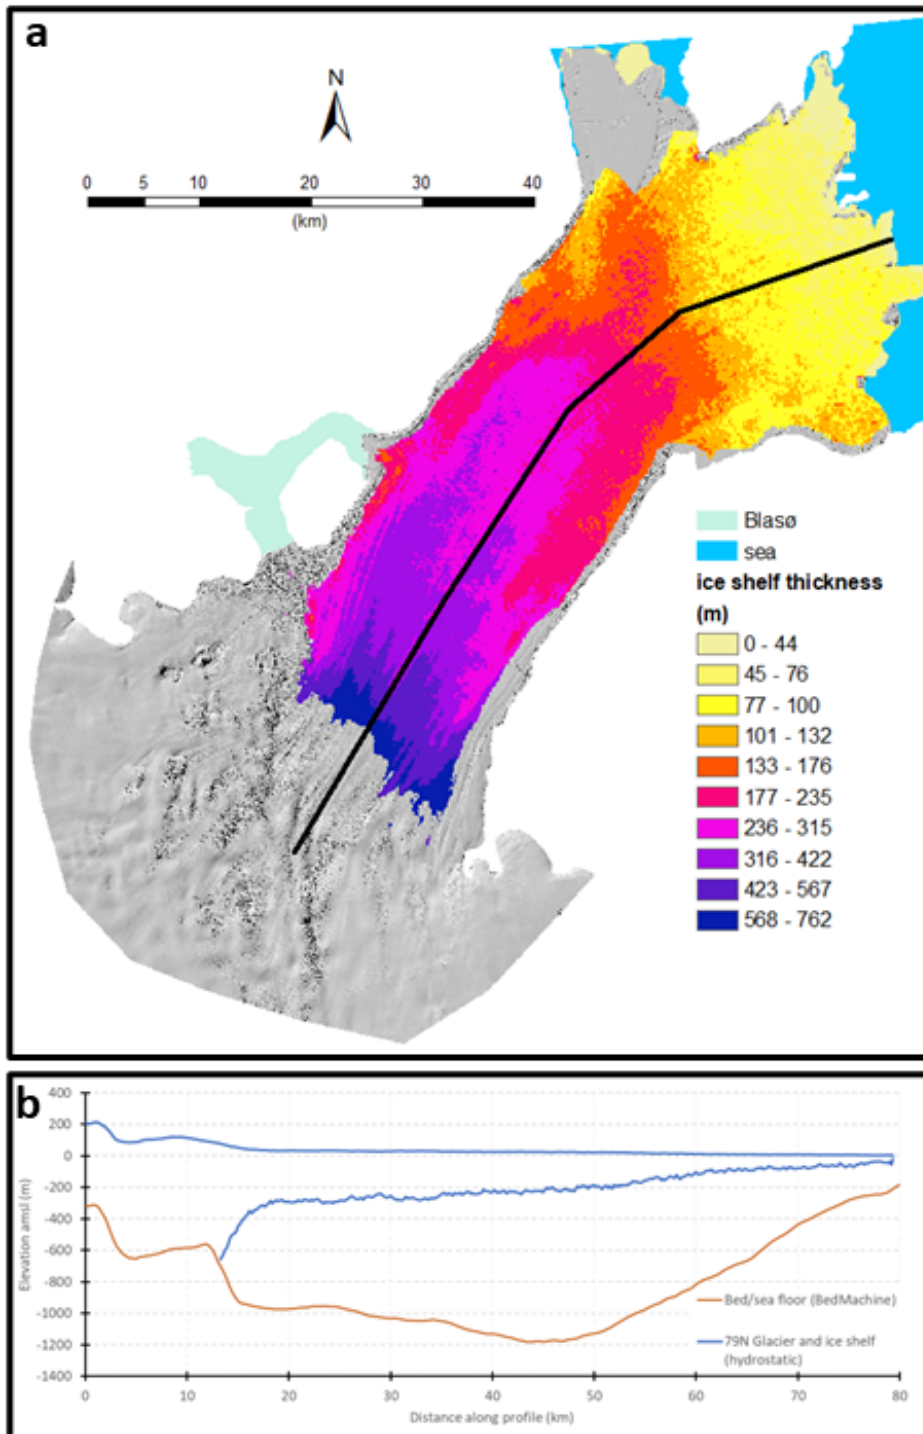 a
N
0 5 10 20 30 40
(km)
Blasø
sea
ice shelf thickness
(m)
0 - 44
45 - 76
77 - 100
101 - 132
133 - 176
177 - 235
236 - 315
316 - 422
423 - 567
568 - 762
b
Elevation amsl (m)
400
200
0
-200
-400
-600
-800
-1000
-1200
-1400
Bed/sea floor (BedMachine)
79N Glacier and ice shelf
(hydrostatic)
0 10 20 30 40 50 60 70 80
Distance along profile (km)